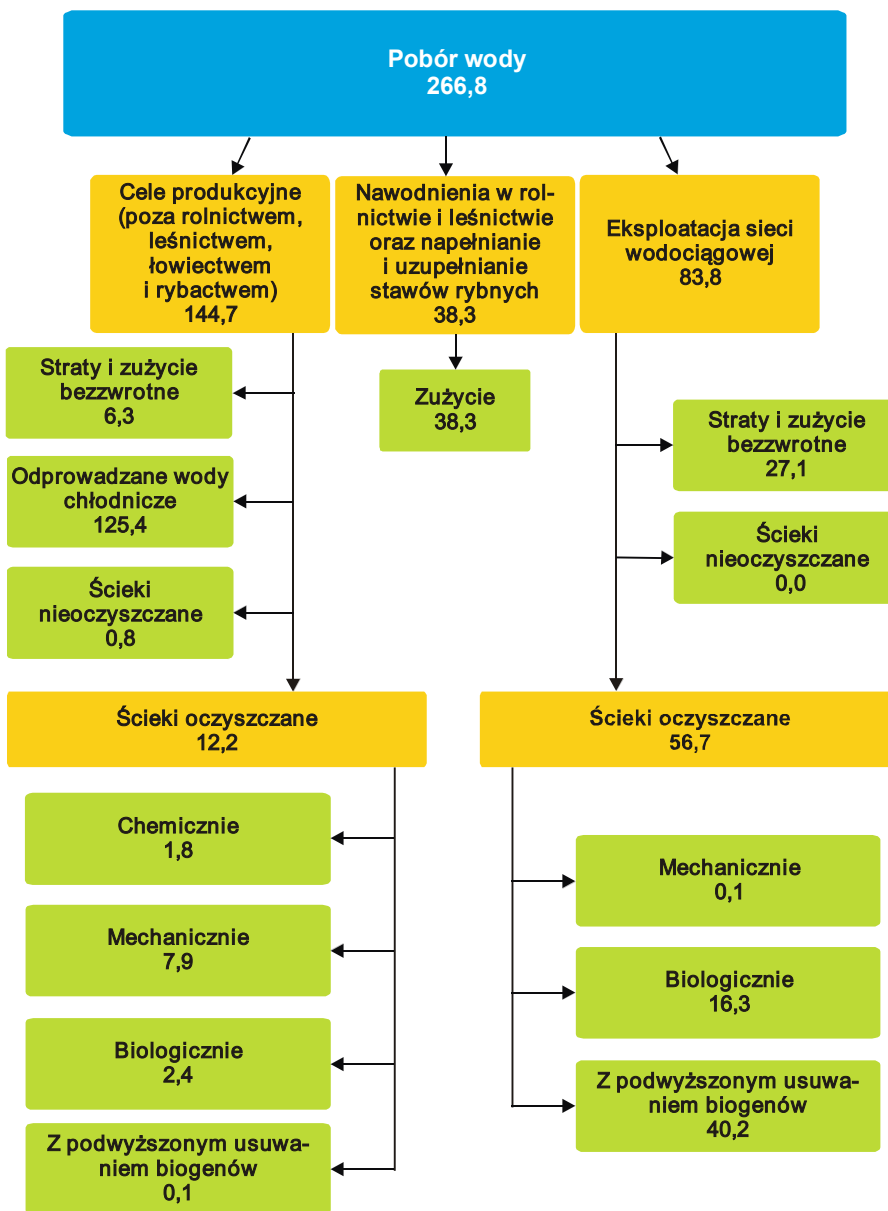 Pobór wody
266,8
Cele produkcyjne
(poza rolnictwem,
leśnictwem,
łowiectwem
i rybactwem)
144,7
Nawodnienia w rol-
nictwie i leśnictwie
oraz napełnianie
i uzupełnianie
stawów rybnych
38,3
Eksploatacja sieci
wodociągowej
83,8
Straty i zużycie
bezzwrotne
6,3
Odprowadzane wody
chłodnicze
125,4
Ścieki
nieoczyszczane
0,8
Zużycie
38,3
Straty i zużycie
bezzwrotne
27,1
Ścieki
nieoczyszczane
0,0
Ścieki oczyszczane
12,2
Chemicznie
1,8
Mechanicznie
7,9
Biologicznie
2,4
Z podwyższonym usuwa-
niem biogenów
0,1
Ścieki oczyszczane
56,7
Mechanicznie
0,1
Biologicznie
16,3
Z podwyższonym usuwa-
niem biogenów
40,2